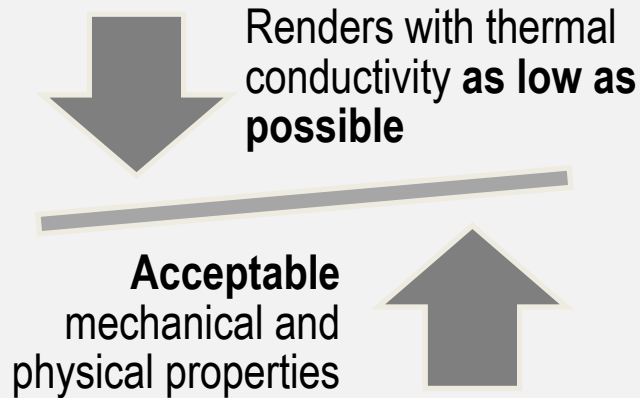 Renders with thermal
conductivity as low as
possible
Acceptable
mechanical and
physical properties